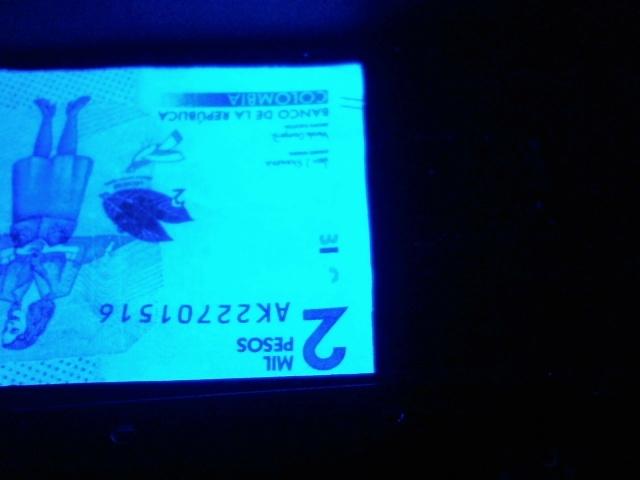 2 MIL
PESOS
AK22701516
2
BANCO DE LA REPÚBLICA
COLOMBIA